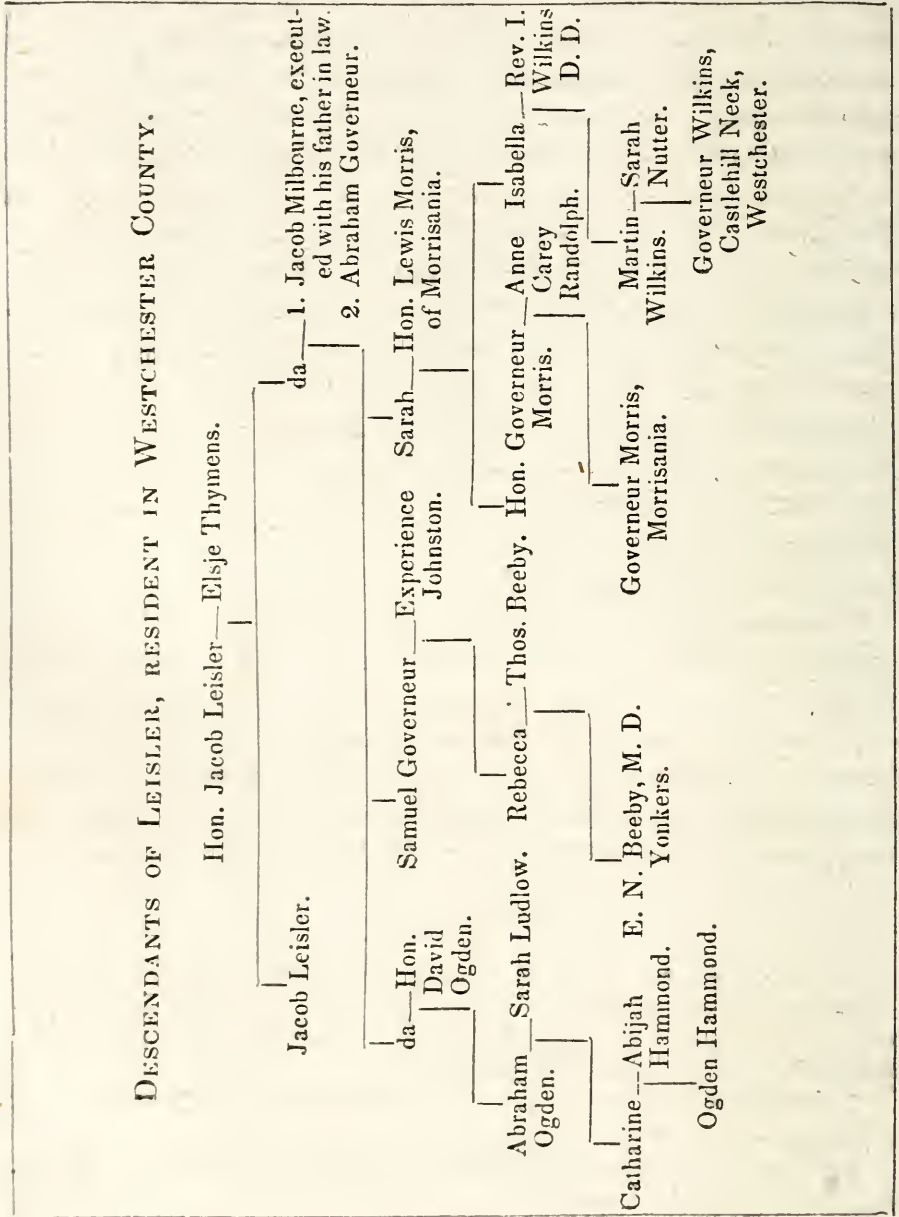 DESCENDANTS OF LEISLER, RESIDENT IN WESTCHESTER COUNTY.
Hon. Jacob Leisler—Elsje Thymens.
Jacob Leisler.
da—1. Jacob Milbourne, execut-
ed with his father in law.
2. Abraham Governeur.
da—Hon.
David
Ogden.
Samuel Governeur—Experience
Johnston.
Sarah—Hon. Lewis Morris,
of Morrisania.
Abraham—Sarah Ludlow.
Ogden.
Rebecca—Thos. Beeby.
Hon. Governeur—Anne
Morris.
Carey
Randolph.
Isabella—Rev. I.
Wilkins
D. D.
Catharine—Abijah
Hammond.
E. N. Beeby, M. D.
Yonkers.
Governeur Morris,
Morrisania.
Martin—Sarah
Wilkins.
Nutter.
Ogden Hammond.
Governeur Wilkins,
Castlehill Neck,
Westchester.